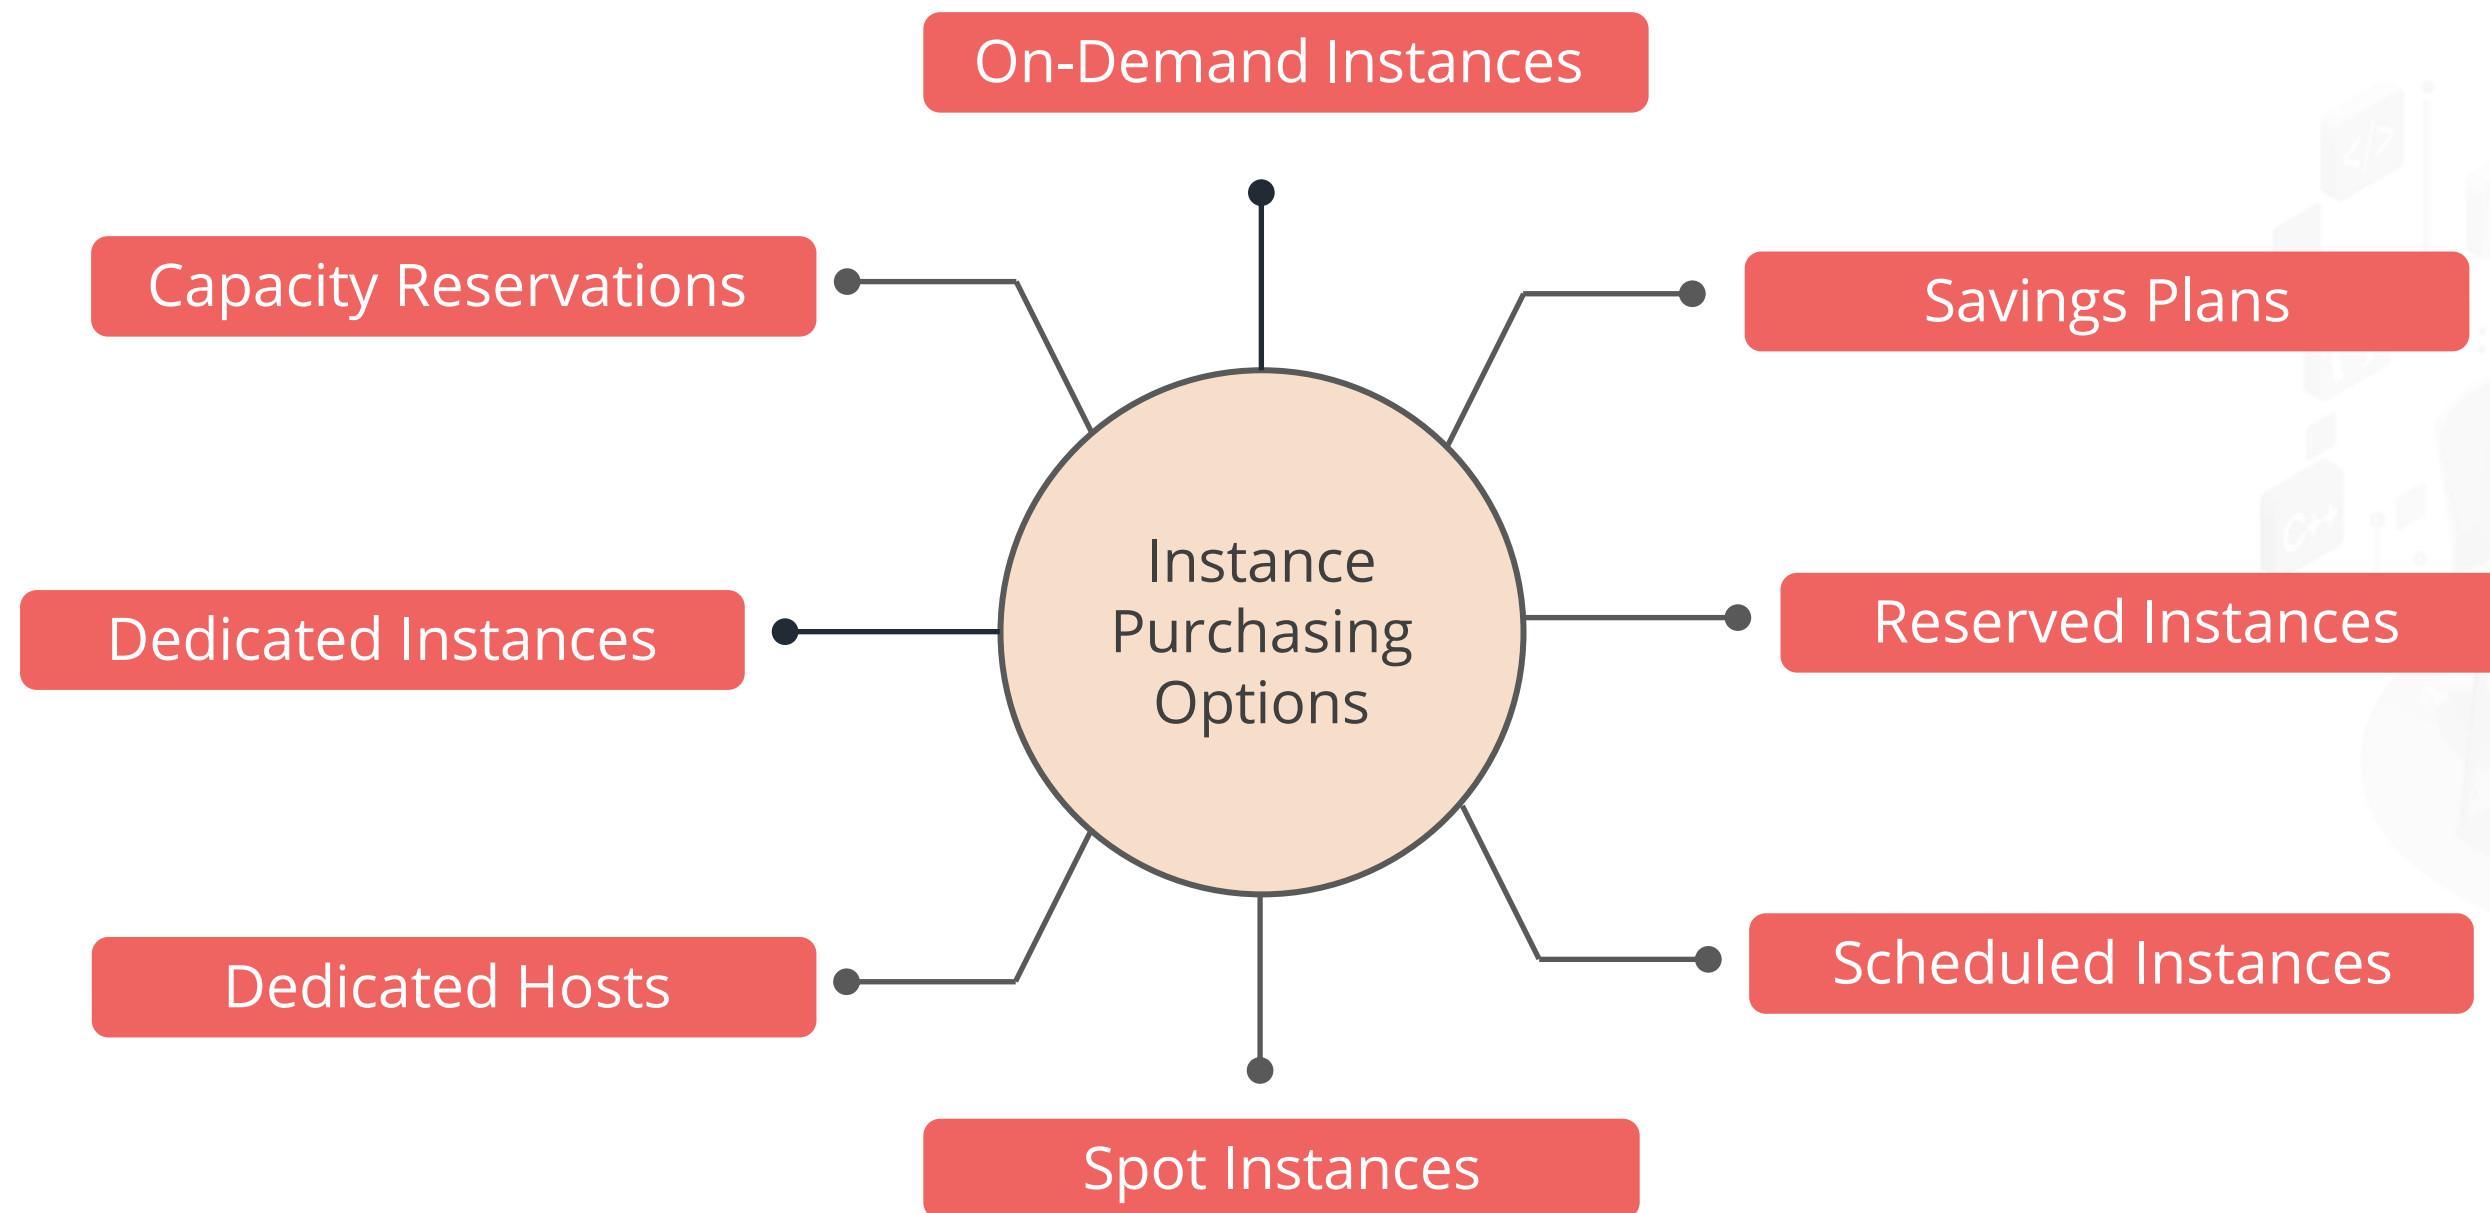 On-Demand Instances
Capacity Reservations
Savings Plans
Instance
Purchasing
Options
Dedicated Instances
Reserved Instances
Dedicated Hosts
Scheduled Instances
Spot Instances